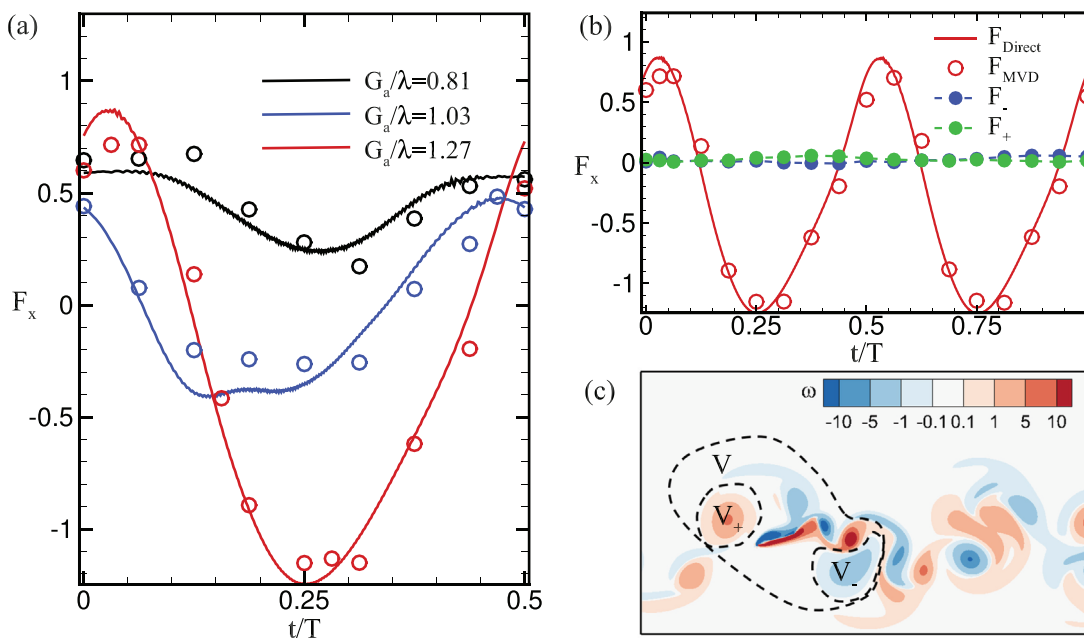 (a)
1
0.5
0
-0.5
-1
F_x
0
0.25
0.5
t/T
G_a/λ=0.81
G_a/λ=1.03
G_a/λ=1.27
(b)
1
0.5
0
-0.5
-1
F_x
0
0.25
0.5
0.75
t/T
F_Direct
F_MVD
F_-
F_+
(c)
ω
-10 -5 -1 -0.1 0.1 1 5 10
V
V_+
V_-